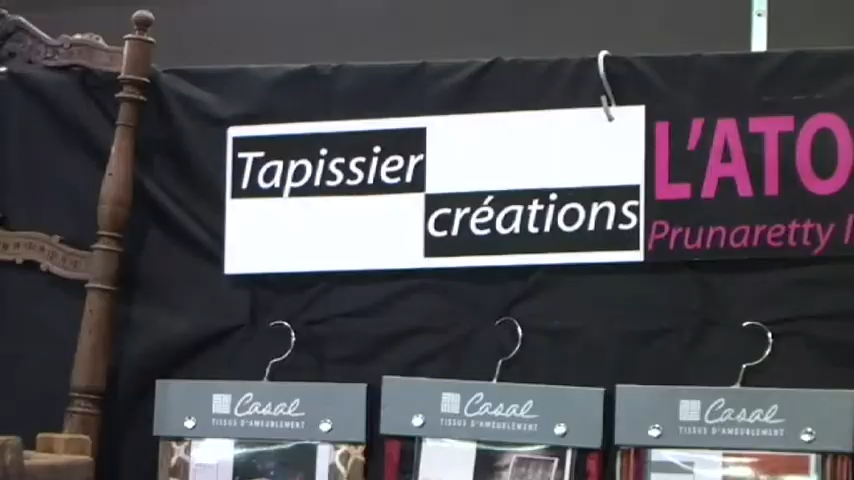 Tapissier
créations
L'ATO
Prunaretty
Casal
TISSUS D'AMEUBLEMENT
Casal
TISSUS D'AMEUBLEMENT
Casal
TISSUS D'AMEUBLEMENT